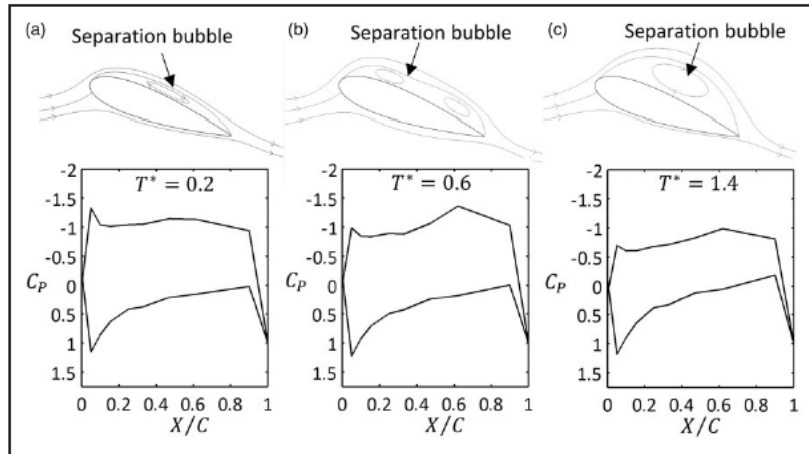 (a)
Separation bubble
(b)
Separation bubble
(c)
Separation bubble
-2
-1.5
-1
-0.5
C_P 0
0.5
1
1.5
T* = 0.2
0 0.2 0.4 0.6 0.8 1
X/C
-2
-1.5
-1
-0.5
C_P 0
0.5
1
1.5
T* = 0.6
0 0.2 0.4 0.6 0.8 1
X/C
-2
-1.5
-1
-0.5
C_P 0
0.5
1
1.5
T* = 1.4
0 0.2 0.4 0.6 0.8 1
X/C